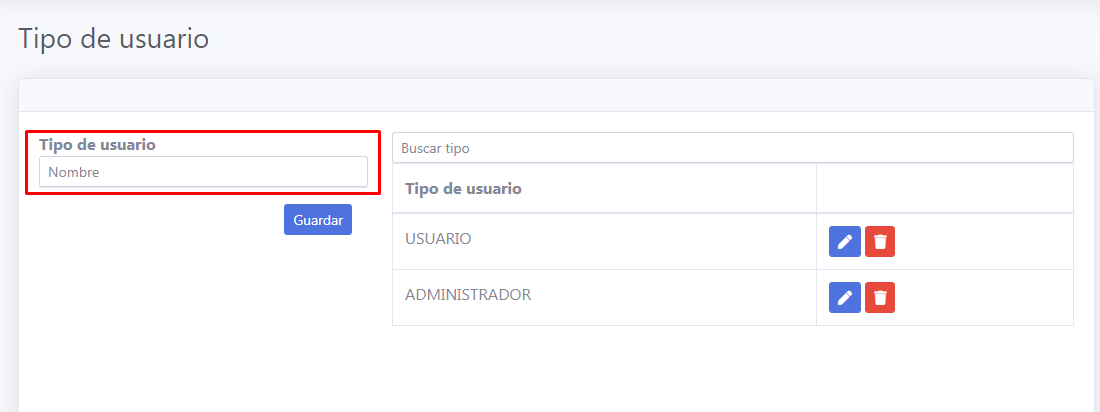 Tipo de usuario
Tipo de usuario
Nombre
Guardar
Buscar tipo
Tipo de usuario
USUARIO
ADMINISTRADOR